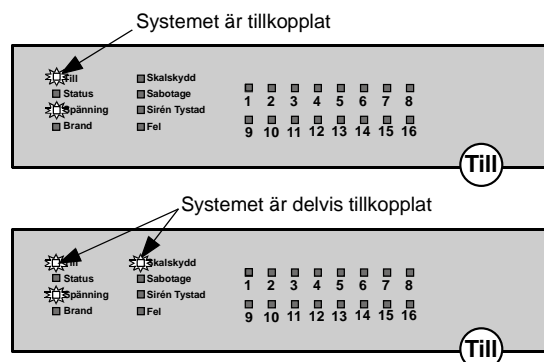 Systemet är tillkopplat
Till Skalskydd
Status Sabotage
1 2 3 4 5 6 7 8
Spänning Sirén Tystad
Brand Fel
9 10 11 12 13 14 15 16
Till
Systemet är delvis tillkopplat
Till Skalskydd
Status Sabotage
1 2 3 4 5 6 7 8
Spänning Sirén Tystad
Brand Fel
9 10 11 12 13 14 15 16
Till